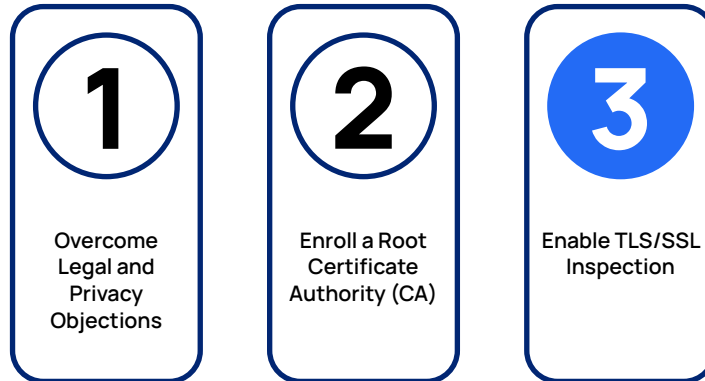 1
Overcome
Legal and
Privacy
Objections
2
Enroll a Root
Certificate
Authority (CA)
3
Enable TLS/SSL
Inspection